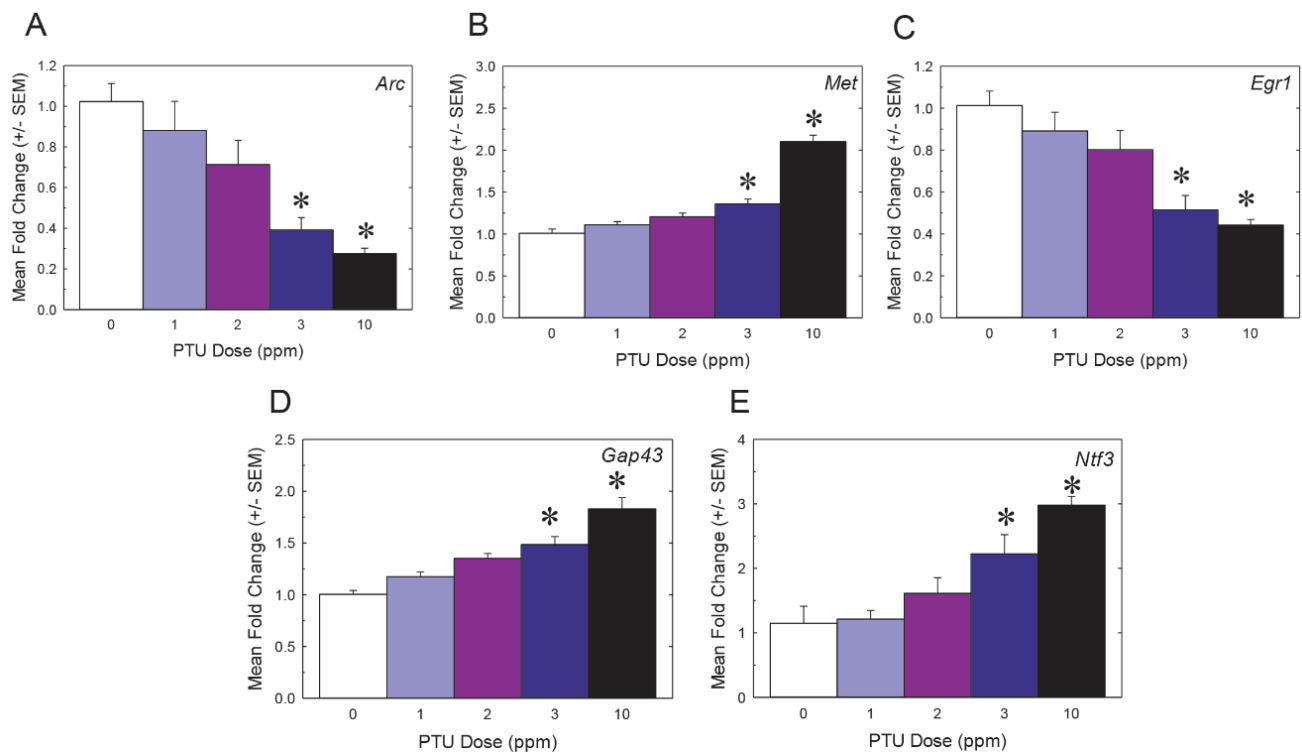 A
Mean Fold Change (+/- SEM)
1.2
1.0
0.8
0.6
0.4
0.2
0.0
Arc
*
*
0 1 2 3 10
PTU Dose (ppm)
B
Mean Fold Change (+/- SEM)
3.0
2.5
2.0
1.5
1.0
0.5
0.0
Met
*
*
0 1 2 3 10
PTU Dose (ppm)
C
Mean Fold Change (+/- SEM)
1.2
1.0
0.8
0.6
0.4
0.2
0.0
Egr1
*
*
0 1 2 3 10
PTU Dose (ppm)
D
Mean Fold Change (+/- SEM)
2.5
2.0
1.5
1.0
0.5
0.0
Gap43
*
*
0 1 2 3 10
PTU Dose (ppm)
E
Mean Fold Change (+/- SEM)
4
3
2
1
0
Ntf3
*
*
0 1 2 3 10
PTU Dose (ppm)